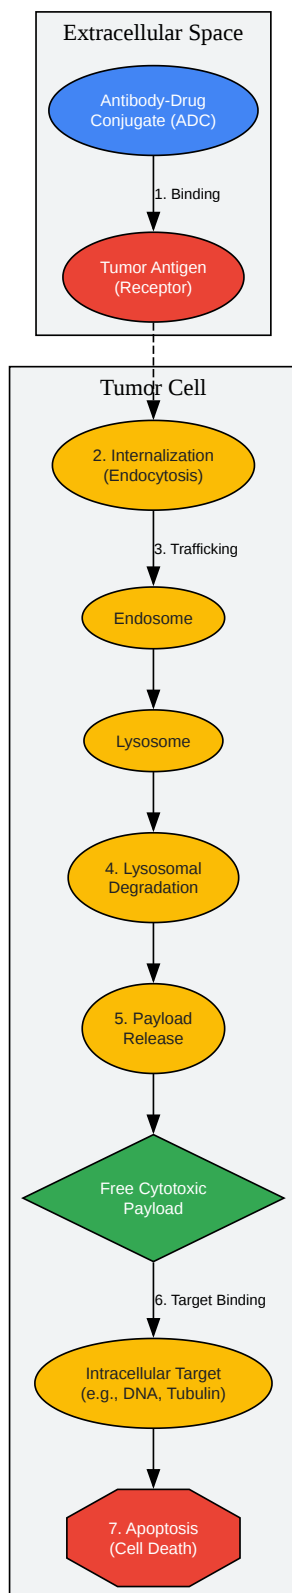 Extracellular Space
Antibody-Drug
Conjugate (ADC)
1. Binding
Tumor Antigen
(Receptor)
Tumor Cell
2. Internalization
(Endocytosis)
3. Trafficking
Endosome
Lysosome
4. Lysosomal
Degradation
5. Payload
Release
Free Cytotoxic
Payload
6. Target Binding
Intracellular Target
(e.g., DNA, Tubulin)
7. Apoptosis
(Cell Death)